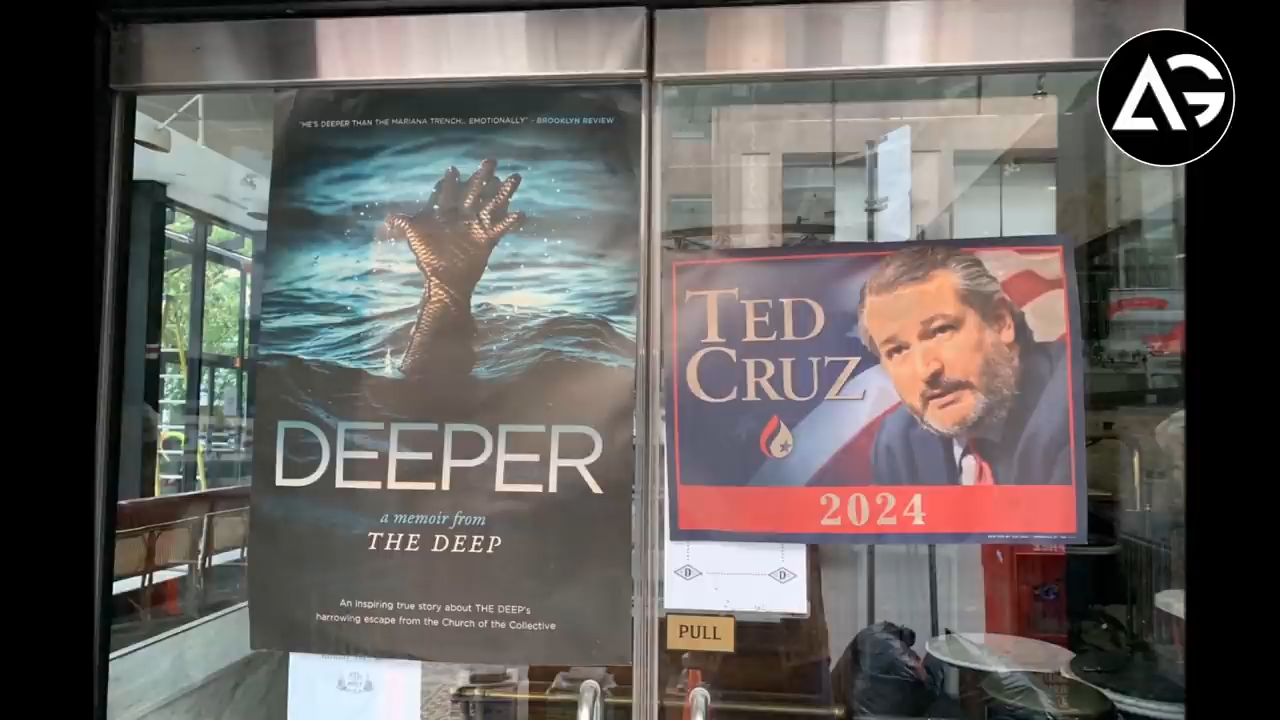 AG
"HE'S DEEPER THAN THE MARIANA TRENCH... EMOTIONALLY" - BROOKLYN REVIEW
DEEPER
a memoir from
THE DEEP
An inspiring true story about THE DEEP's
harrowing escape from the Church of the Collective
TED
CRUZ
2024
D D
PULL